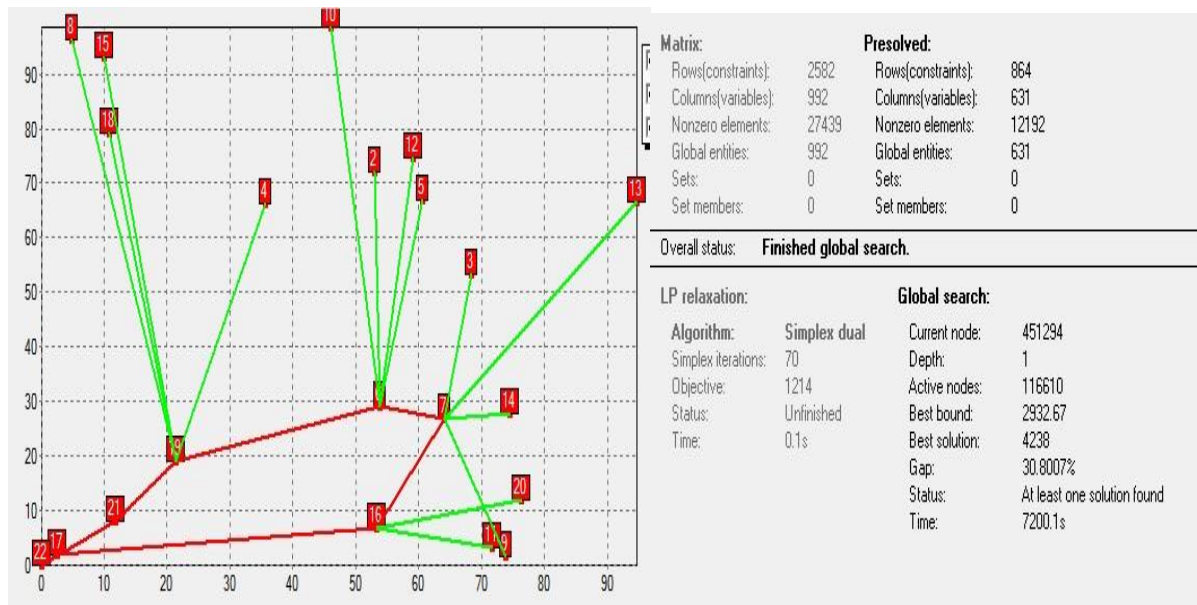 8
10
15
90
18
80
12
2
70
4
5
13
60
3
50
40
30
7
14
20
19
20
10
21
16
22
17
9
0
0 10 20 30 40 50 60 70 80 90
Matrix: Presolved:
Rows(constraints): 2582 Rows(constraints): 864
Columns(variables): 992 Columns(variables): 631
Nonzero elements: 27439 Nonzero elements: 12192
Global entities: 992 Global entities: 631
Sets: 0 Sets: 0
Set members: 0 Set members: 0
Overall status: Finished global search.
LP relaxation: Global search:
Algorithm: Simplex dual Current node: 451294
Simplex iterations: 70 Depth: 1
Objective: 1214 Active nodes: 116610
Status: Unfinished Best bound: 2932.67
Time: 0.1s Best solution: 4238
Gap: 30.8007%
Status: At least one solution found
Time: 7200.1s